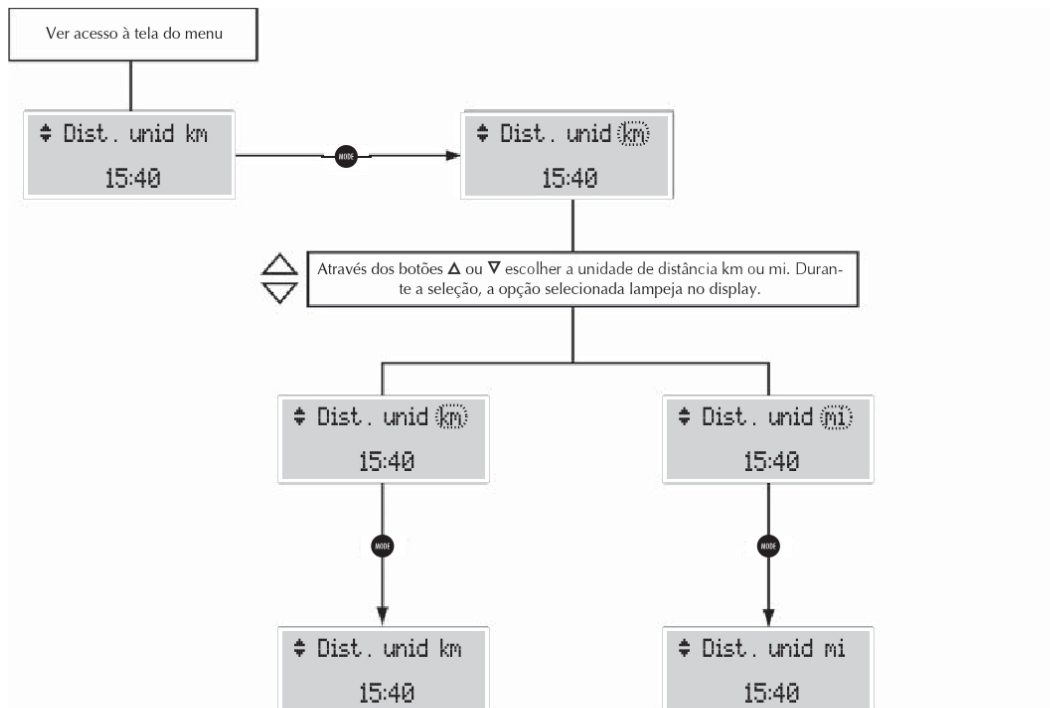 Ver acesso à tela do menu
Dist. unid km
15:40
MODE
Dist. unid km
15:40
Através dos botões Δ ou ∇ escolher a unidade de distância km ou mi. Duran-
te a seleção, a opção selecionada lampeja no display.
Dist. unid km
15:40
Dist. unid mi
15:40
MODE
MODE
Dist. unid km
15:40
Dist. unid mi
15:40